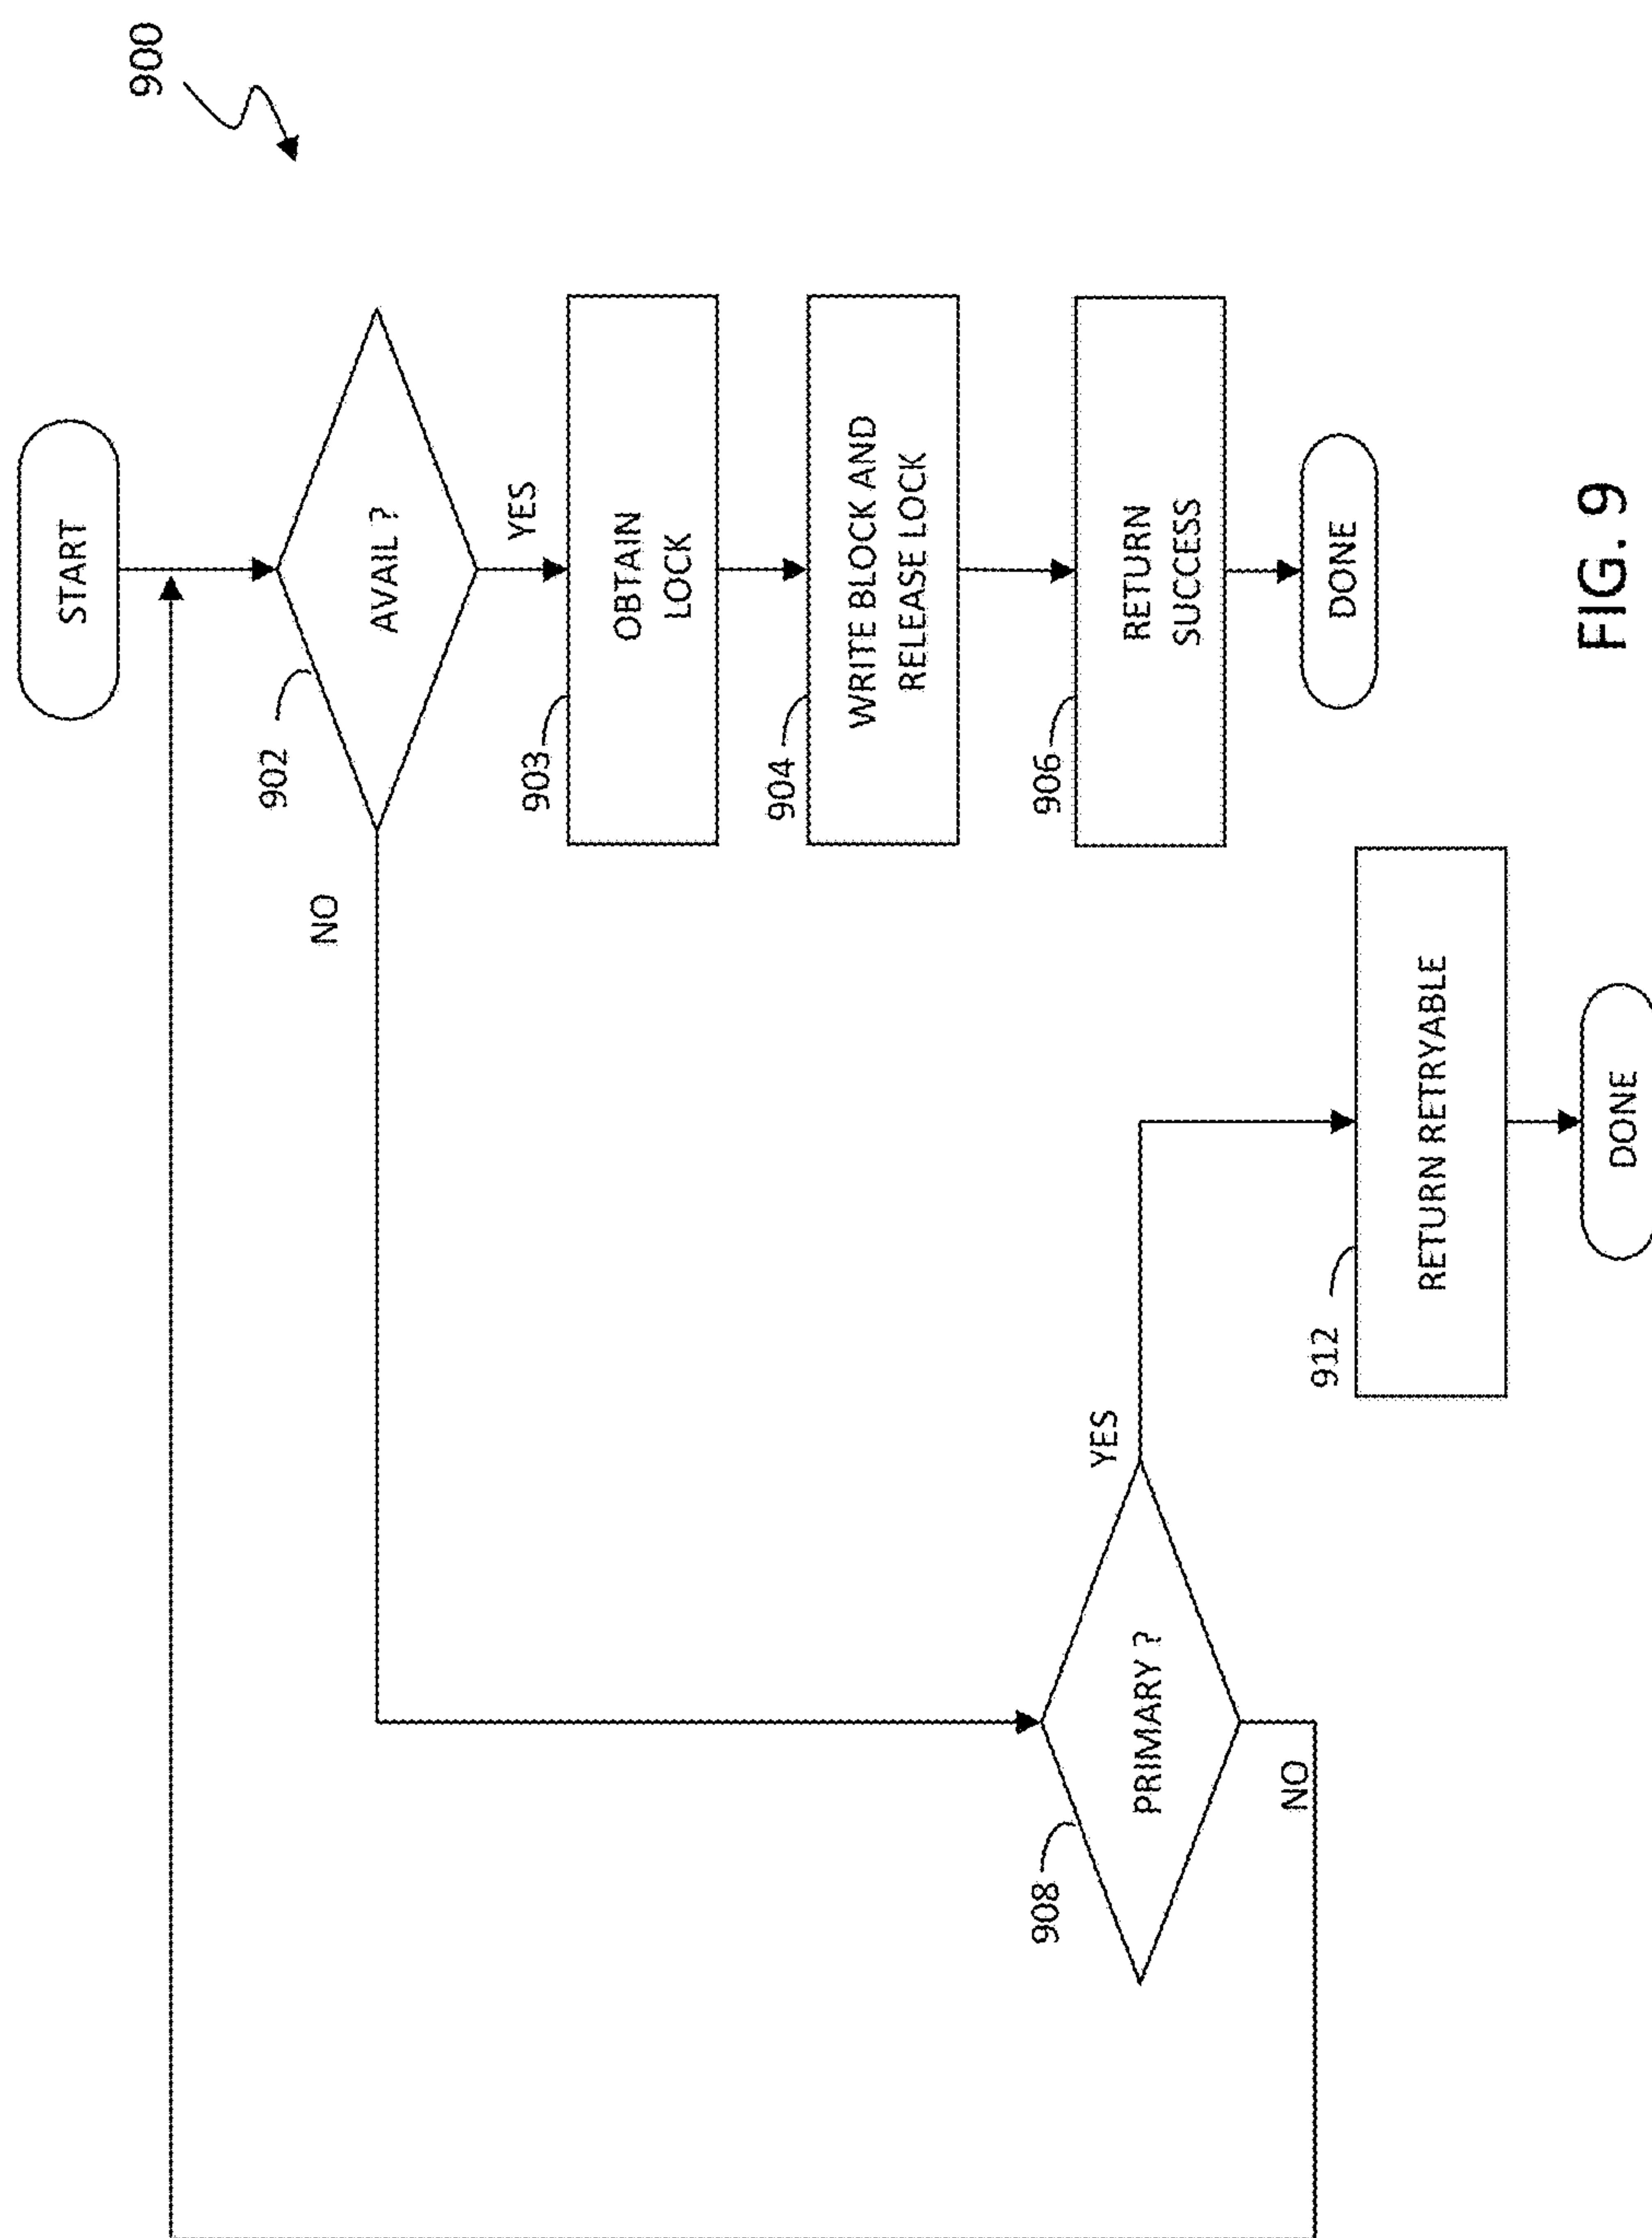 900
START
902
AVAIL ?
YES
NO
903
OBTAIN
LOCK
904
WRITE BLOCK AND
RELEASE LOCK
906
RETURN
SUCCESS
DONE
908
PRIMARY ?
YES
NO
912
RETURN RETRYABLE
DONE
FIG. 9